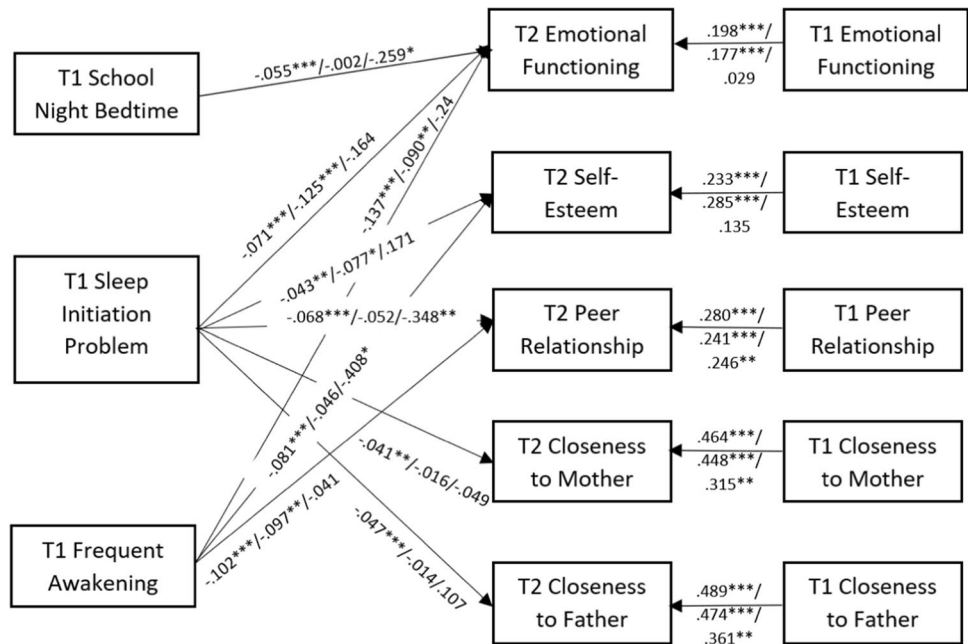 T1 School
Night Bedtime
T1 Sleep
Initiation
Problem
T1 Frequent
Awakening
-.055***/-.002/-.259*
-.071***/-.125***/-.164
-.137***/-.090**/-.24
-.043**/-.077*/.171
-.068***/-.052/-.348**
-.081***/-.046/-.408*
-.041**/-.016/-.049
-.102***/-.097**/-.041
-.047***/-.014/.107
T2 Emotional
Functioning
.198***/
.177***/
.029
T1 Emotional
Functioning
T2 Self-
Esteem
.233***/
.285***/
.135
T1 Self-
Esteem
T2 Peer
Relationship
.280***/
.241***/
.246**
T1 Peer
Relationship
T2 Closeness
to Mother
.464***/
.448***/
.315**
T1 Closeness
to Mother
T2 Closeness
to Father
.489***/
.474***/
.361**
T1 Closeness
to Father